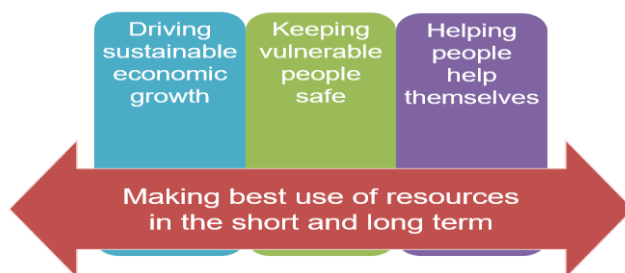 Driving
sustainable
economic
growth
Keeping
vulnerable
people
safe
Helping
people
help
themselves
Making best use of resources
in the short and long term